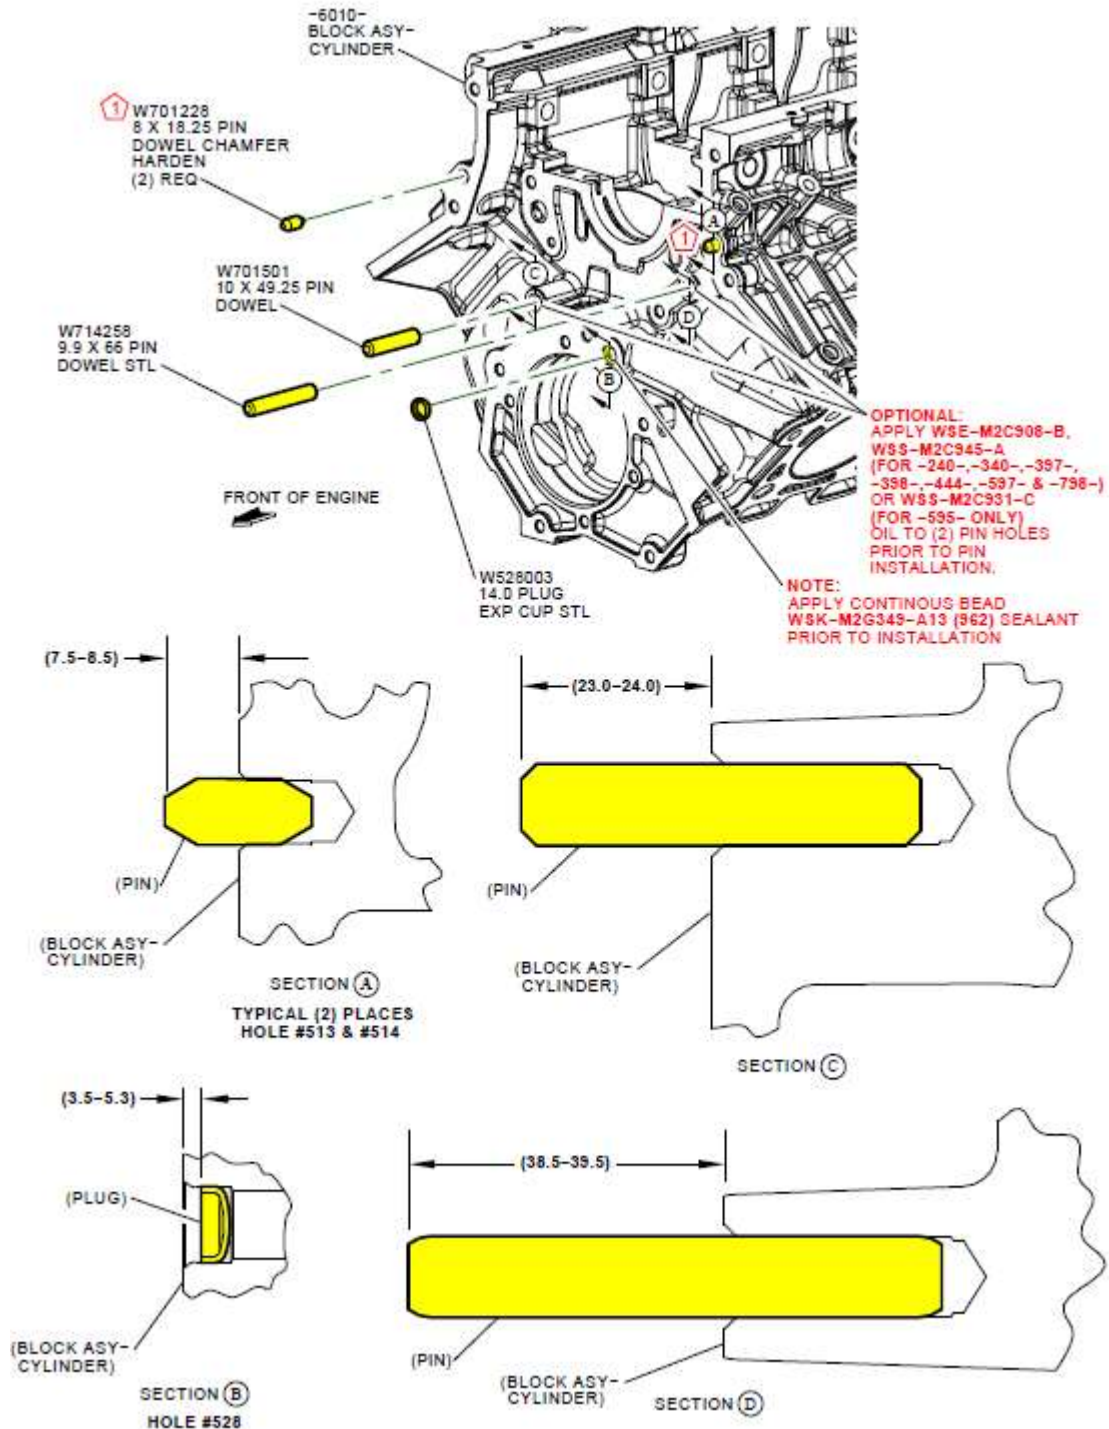 -6010-
BLOCK ASY-
CYLINDER
1
W701228
8 X 18.25 PIN
DOWEL CHAMFER
HARDEN
(2) REQ
W701501
10 X 49.25 PIN
DOWEL
W714258
9.9 X 66 PIN
DOWEL STL
1
A
C
D
B
FRONT OF ENGINE
W528003
14.0 PLUG
EXP CUP STL
OPTIONAL:
APPLY WSE-M2C908-B,
WSS-M2C945-A
(FOR -240-,-340-,-397-,
-398-,-444-,-597- & -798-)
OR WSS-M2C931-C
(FOR -595- ONLY)
OIL TO (2) PIN HOLES
PRIOR TO PIN
INSTALLATION.
NOTE:
APPLY CONTINOUS BEAD
WSK-M2G349-A13 (962) SEALANT
PRIOR TO INSTALLATION
(7.5-8.5)
(PIN)
(BLOCK ASY-
CYLINDER)
SECTION A
TYPICAL (2) PLACES
HOLE #513 & #514
(23.0-24.0)
(PIN)
(BLOCK ASY-
CYLINDER)
SECTION C
(3.5-5.3)
(PLUG)
(BLOCK ASY-
CYLINDER)
SECTION B
HOLE #528
(38.5-39.5)
(PIN)
(BLOCK ASY-
CYLINDER)
SECTION D